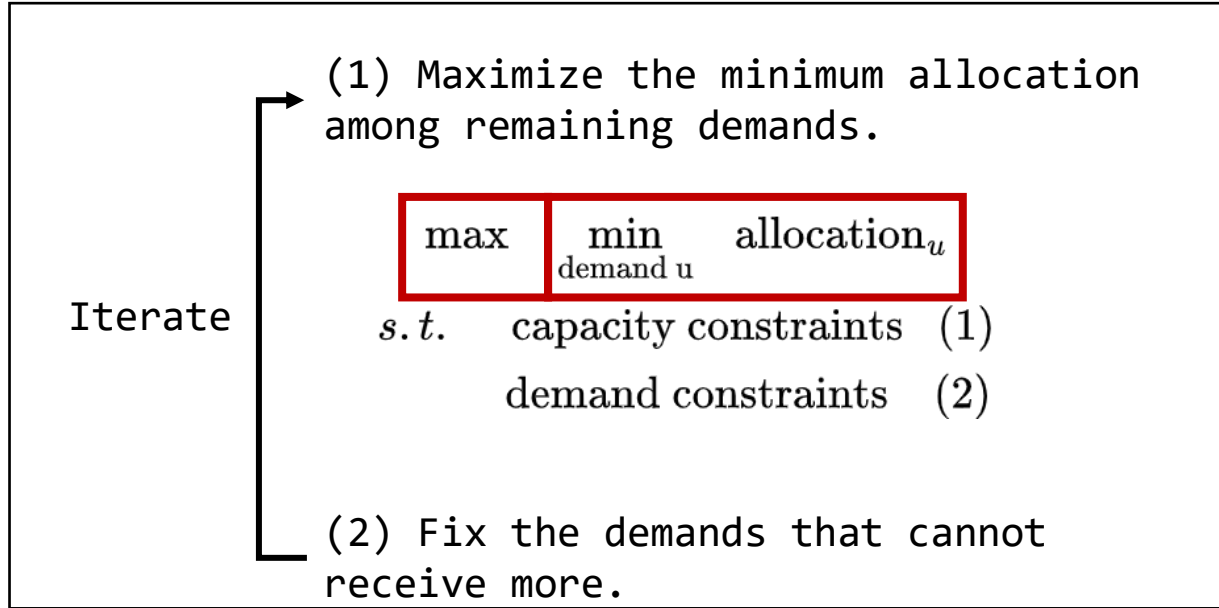 (1) Maximize the minimum allocation
among remaining demands.
max min allocation_u
demand u
Iterate
s.t. capacity constraints (1)
demand constraints (2)
(2) Fix the demands that cannot
receive more.